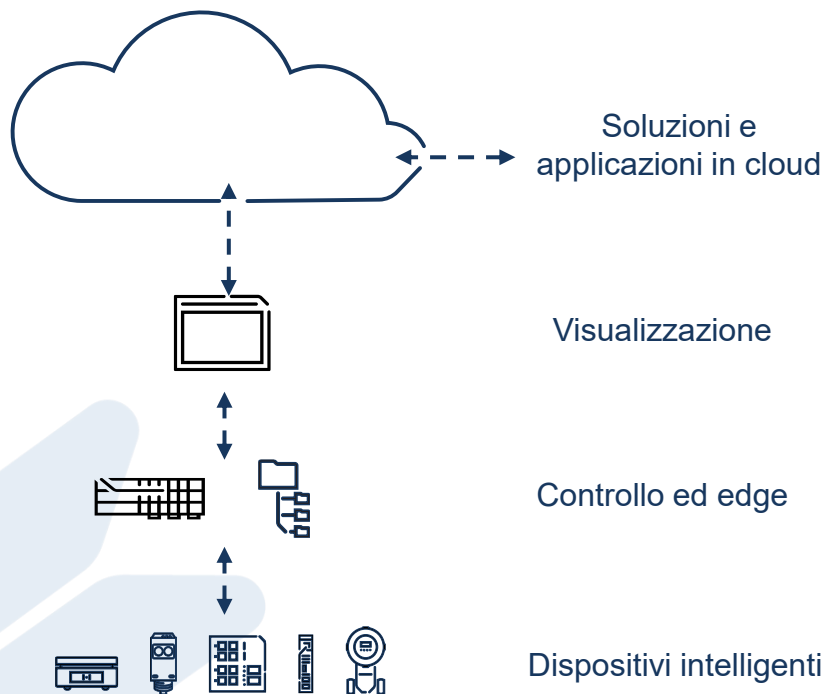 Soluzioni e
applicazioni in cloud
Visualizzazione
Controllo ed edge
Dispositivi intelligenti